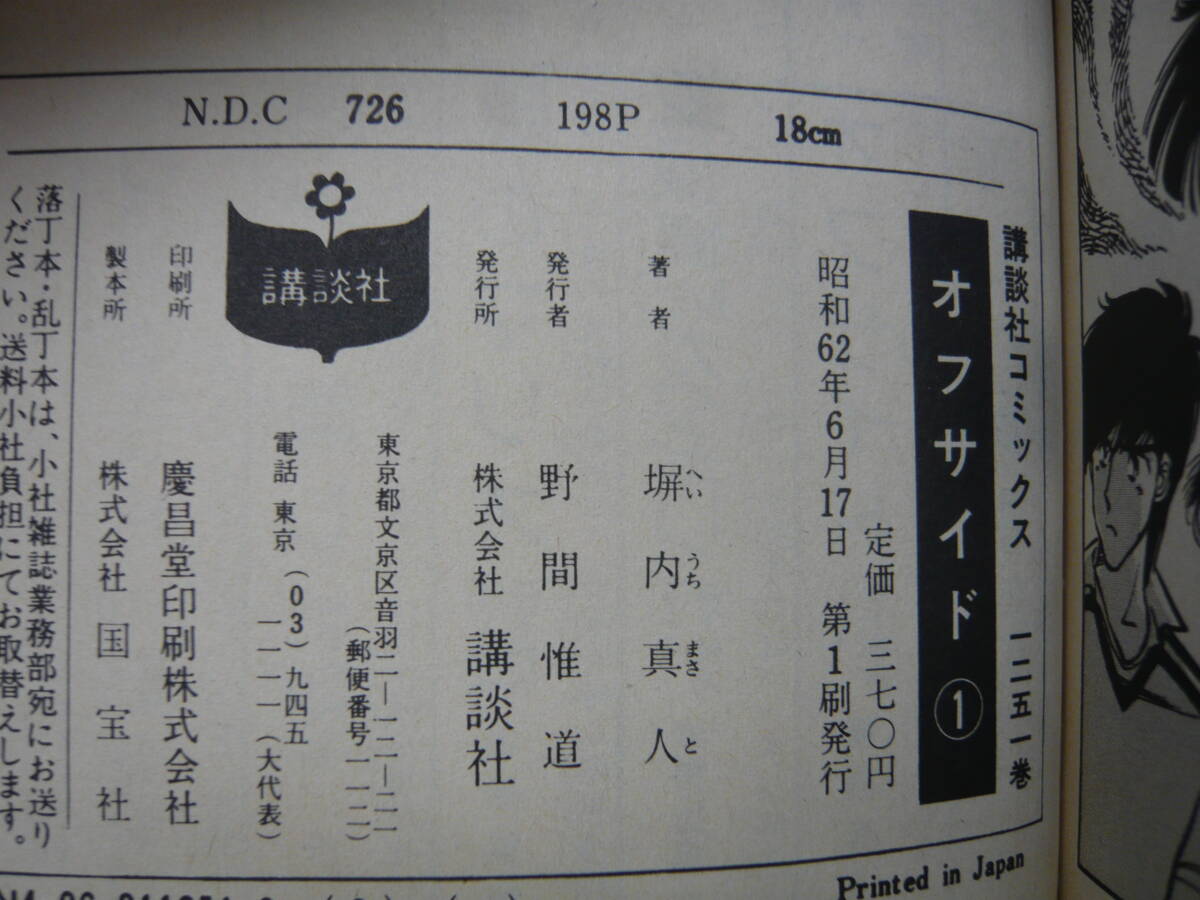 N.D.C 726 198P 18cm
講談社コミックス 一二五一巻
オフサイド ①
定価 三七〇円
昭和62年6月17日 第1刷発行
著者 塀内真人
へい うち まさ と
発行者 野間惟道
発行所 株式会社 講談社
東京都文京区音羽二―一二―二一
(郵便番号一一二)
電話 東京(03)九四五
一一一一(大代表)
講談社
印刷所 慶昌堂印刷株式会社
製本所 株式会社 国宝社
落丁本・乱丁本は、小社雑誌業務部宛にお送り
ください。送料小社負担にてお取替えします。
Printed in Japan